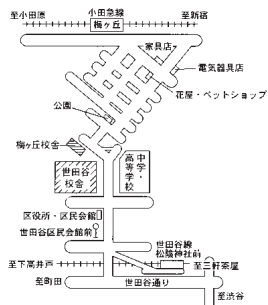 小田急線
至小田原
梅ヶ丘
至新宿
家具店
電気器具店
花屋・ペットショップ
公園
梅ヶ丘校舎
中学・高等学校
世田谷校舎
区役所・区民会館
世田谷区民会館前
世田谷線
松陰神社前
至下高井戸
至三軒茶屋
至町田
世田谷通り
至渋谷